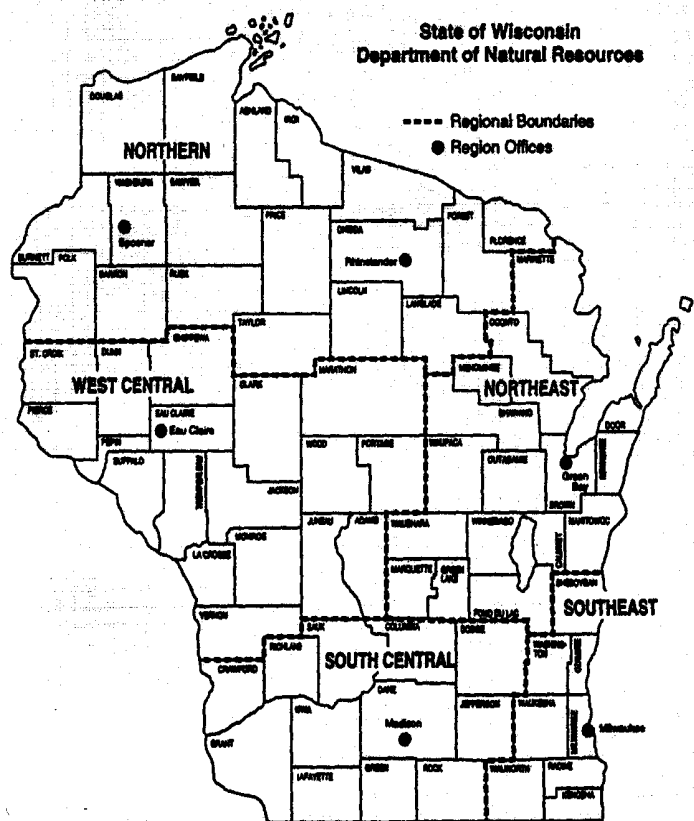 State of Wisconsin
Department of Natural Resources
Regional Boundaries
Region Offices
BAYFIELD
DOUGLAS
ASHLAND
IRON
NORTHERN
VILAS
WASHBURN
SAWYER
PRICE
FOREST
ONEIDA
FLORENCE
Spooner
Rhinelander
MARINETTE
BURNETT
POLK
BARRON
RUSK
LINCOLN
LANGLADE
TAYLOR
OCONTO
CHIPPEWA
ST. CROIX
DUNN
MARATHON
MENOMINEE
WEST CENTRAL
CLARK
NORTHEAST
PIERCE
EAU CLAIRE
SHAWANO
Eau Claire
DOOR
PEPIN
WOOD
PORTAGE
WAUPACA
BUFFALO
OUTAGAMIE
KEWAUNEE
Green
Bay
TREMPEALEAU
JACKSON
BROWN
JUNEAU
ADAMS
WAUSHARA
WINNEBAGO
MANITOWOC
MONROE
CALUMET
LA CROSSE
MARQUETTE
GREEN
LAKE
SHEBOYGAN
VERNON
FOND DU LAC
SOUTHEAST
SAUK
COLUMBIA
DODGE
RICHLAND
WASHING-
TON
OZAUKEE
SOUTH CENTRAL
CRAWFORD
DANE
IOWA
JEFFERSON
WAUKESHA
MILWAUKEE
Milwaukee
Madison
GRANT
LAFAYETTE
GREEN
ROCK
WALWORTH
RACINE
KENOSHA